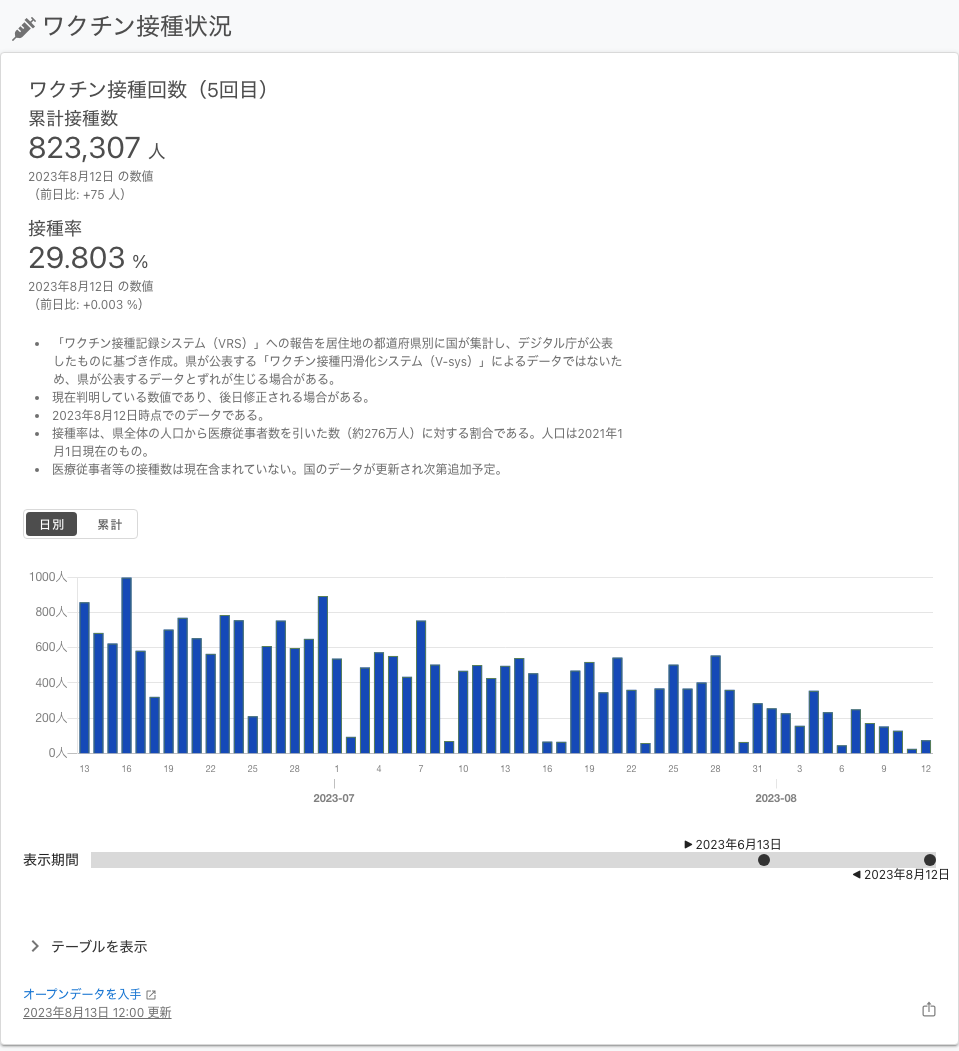 ワクチン接種状況
ワクチン接種回数（5回目）
累計接種数
823,307 人
2023年8月12日 の数値
（前日比: +75 人）
接種率
29.803 %
2023年8月12日 の数値
（前日比: +0.003 %）
「ワクチン接種記録システム（VRS）」への報告を居住地の都道府県別に国が集計し、デジタル庁が公表
したものに基づき作成。県が公表する「ワクチン接種円滑化システム（V-sys）」によるデータではないた
め、県が公表するデータとずれが生じる場合がある。
現在判明している数値であり、後日修正される場合がある。
2023年8月12日時点でのデータである。
接種率は、県全体の人口から医療従事者数を引いた数（約276万人）に対する割合である。人口は2021年1
月1日現在のもの。
医療従事者等の接種数は現在含まれていない。国のデータが更新され次第追加予定。
日別 累計
1000人
800人
600人
400人
200人
0人
13 16 19 22 25 28 1 4 7 10 13 16 19 22 25 28 31 3 6 9 12
2023-07 2023-08
▶ 2023年6月13日
表示期間
◀ 2023年8月12日
テーブルを表示
オープンデータを入手
2023年8月13日 12:00 更新